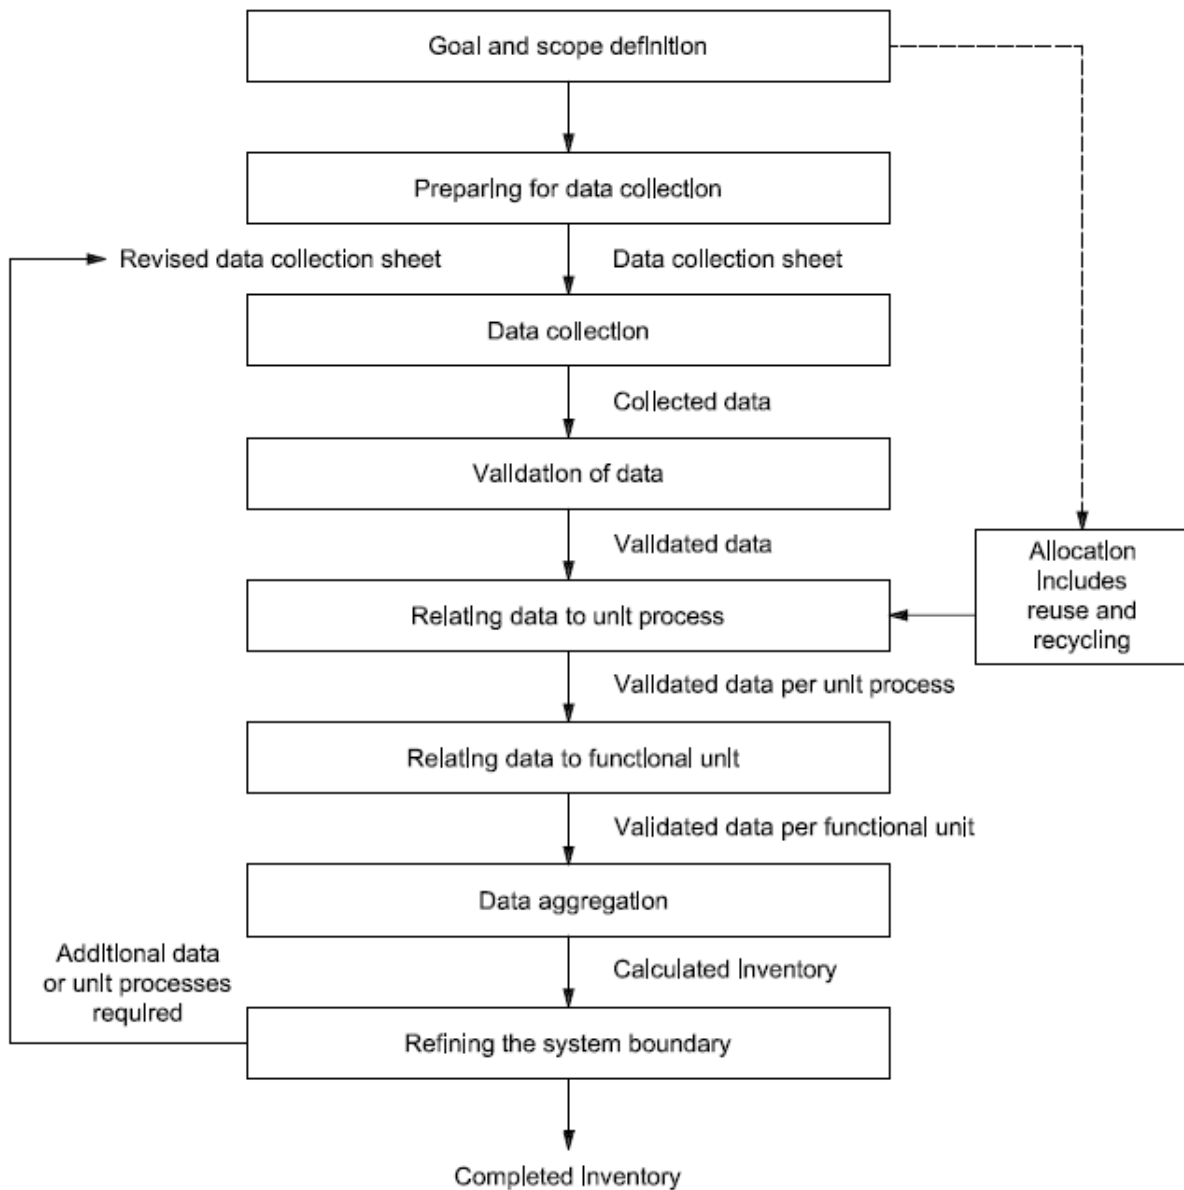 Goal and scope definition
Preparing for data collection
Revised data collection sheet
Data collection sheet
Data collection
Collected data
Validation of data
Validated data
Allocation
includes
reuse and
recycling
Relating data to unit process
Validated data per unit process
Relating data to functional unit
Validated data per functional unit
Data aggregation
Additional data
or unit processes
required
Calculated inventory
Refining the system boundary
Completed inventory